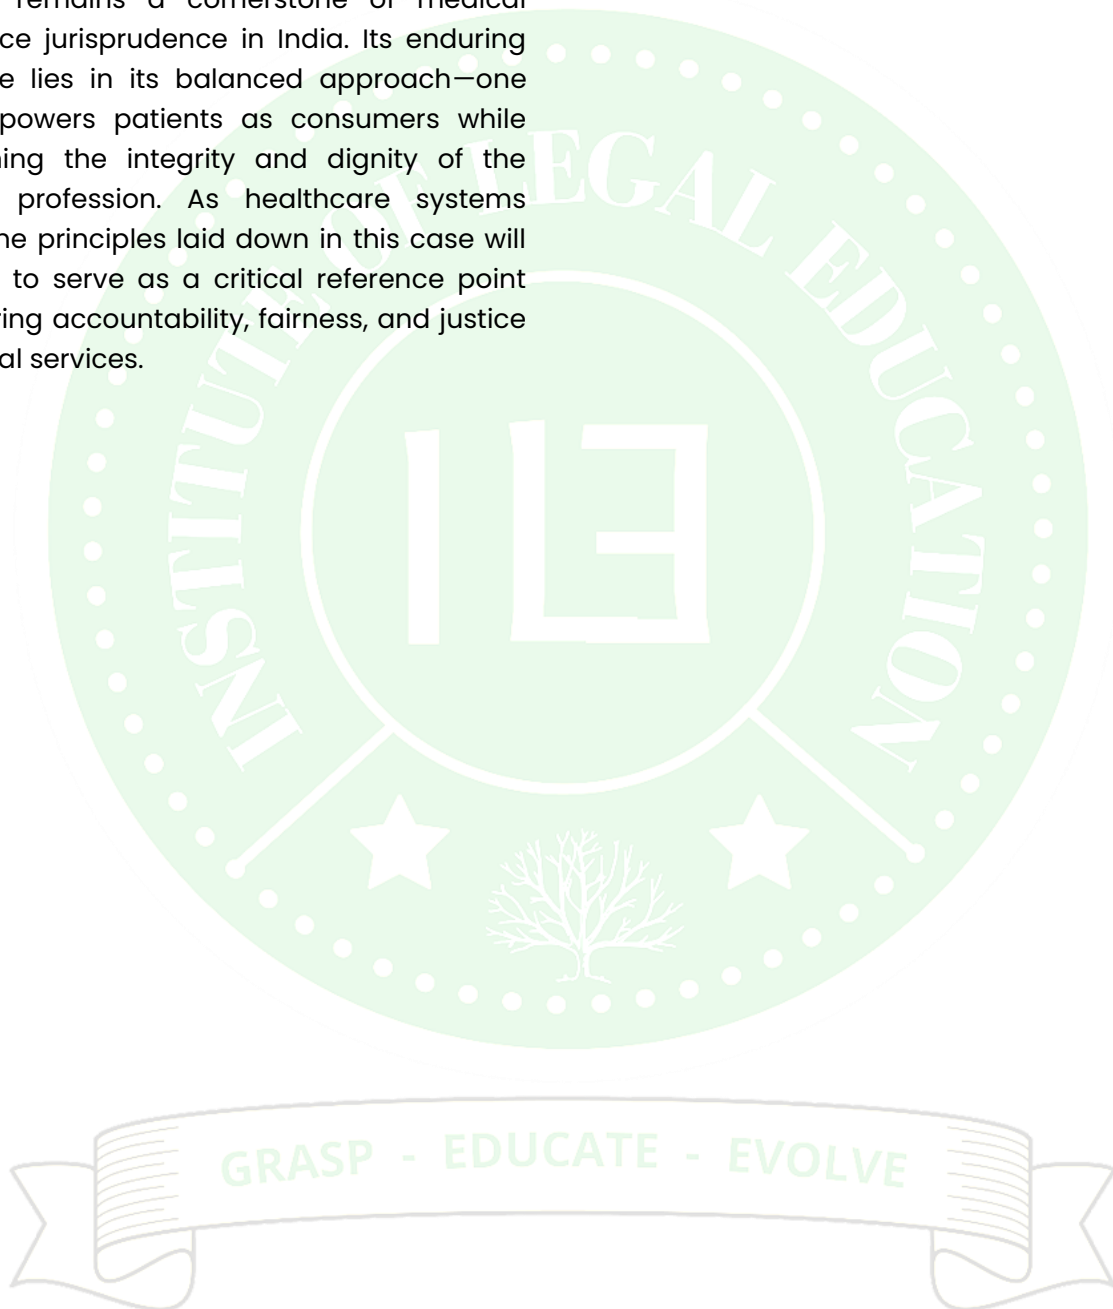 remains a cornerstone of medical
ce jurisprudence in India. Its enduring
e lies in its balanced approach—one
powers patients as consumers while
ing the integrity and dignity of the
profession. As healthcare systems
he principles laid down in this case will
to serve as a critical reference point
ring accountability, fairness, and justice
al services.
INSTITUTE OF LEGAL EDUCATION
ILE
GRASP - EDUCATE - EVOLVE